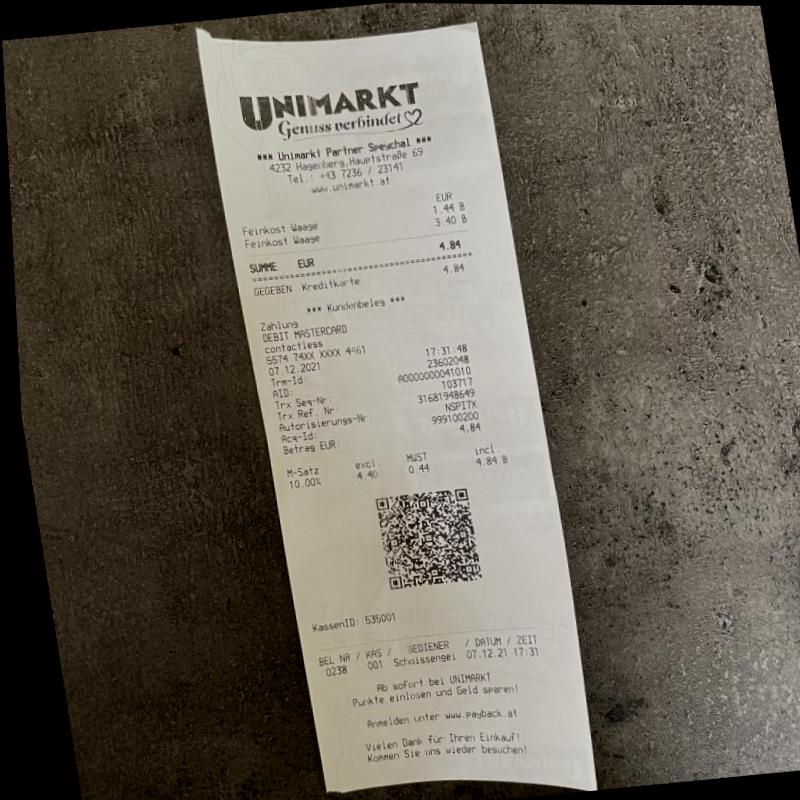 UNIMARKT
Genuss verbindet
*** Unimarkt Partner Speychal ***
4232 Hagenberg,Hauptstraße 69
Tel.: +43 7236 / 23141
www.unimarkt.at
EUR
Feinkost Waage 1.44 B
Feinkost Waage 3.40 B
SUMME EUR 4.84
GEGEBEN Kreditkarte 4.84
*** Kundenbeleg ***
Zahlung
DEBIT MASTERCARD
contactless
5574 74XX XXXX 4461
07.12.2021 17:31:48
Trm-Id: 23602048
AID: A0000000041010
Trx Seq-Nr: 103717
Trx Ref. Nr: 31681948649
Autorisierungs-Nr: NSPITX
Acq-Id: 999100200
Betrag EUR: 4,84
M-Satz excl. MWST incl.
10.00% 4.40 0.44 4.84 B
KassenID: 535001
BEL NR / KAS / BEDIENER / DATUM / ZEIT
0238 001 Schaissengei 07.12.21 17:31
Ab sofort bei UNIMARKT
Punkte einlösen und Geld sparen!
Anmelden unter www.payback.at
Vielen Dank für Ihren Einkauf!
Kommen Sie uns wieder besuchen!